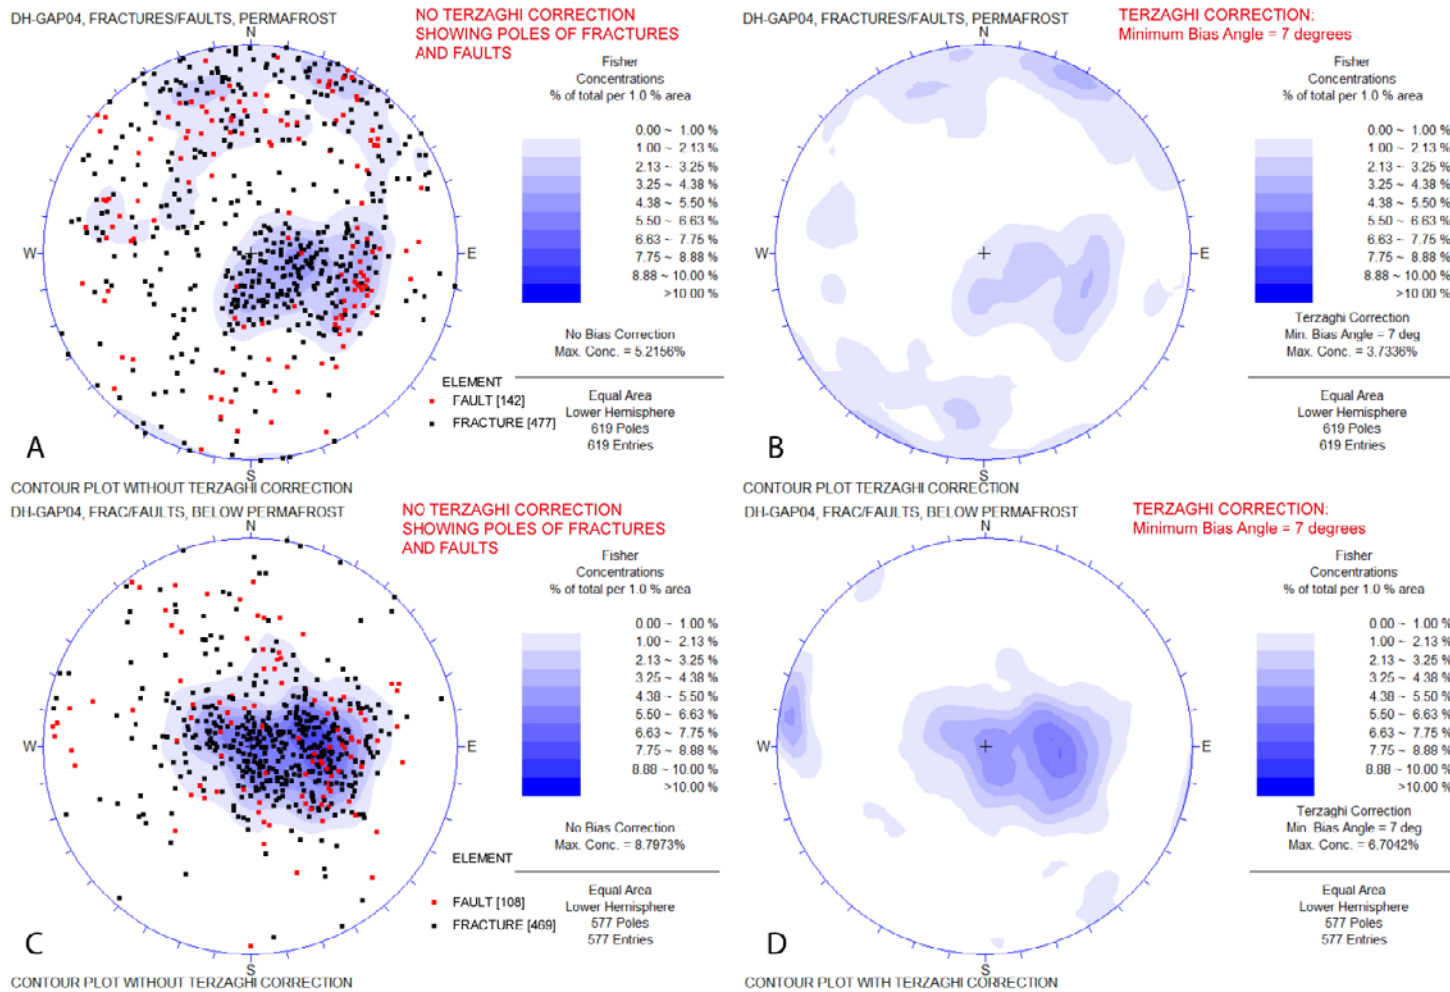 DH-GAP04, FRACTURES/FAULTS, PERMAFROST
NO TERZAGHI CORRECTION
SHOWING POLES OF FRACTURES
AND FAULTS
N
W
E
S
Fisher
Concentrations
% of total per 1.0 % area
0.00 ~ 1.00 %
1.00 ~ 2.13 %
2.13 ~ 3.25 %
3.25 ~ 4.38 %
4.38 ~ 5.50 %
5.50 ~ 6.63 %
6.63 ~ 7.75 %
7.75 ~ 8.88 %
8.88 ~ 10.00 %
>10.00 %
No Bias Correction
Max. Conc. = 5.2156%
ELEMENT
FAULT [142]
FRACTURE [477]
Equal Area
Lower Hemisphere
619 Poles
619 Entries
A
CONTOUR PLOT WITHOUT TERZAGHI CORRECTION
DH-GAP04, FRACTURES/FAULTS, PERMAFROST
TERZAGHI CORRECTION:
Minimum Bias Angle = 7 degrees
N
W
E
S
Fisher
Concentrations
% of total per 1.0 % area
0.00 ~ 1.00 %
1.00 ~ 2.13 %
2.13 ~ 3.25 %
3.25 ~ 4.38 %
4.38 ~ 5.50 %
5.50 ~ 6.63 %
6.63 ~ 7.75 %
7.75 ~ 8.88 %
8.88 ~ 10.00 %
>10.00 %
Terzaghi Correction
Min. Bias Angle = 7 deg
Max. Conc. = 3.7336%
Equal Area
Lower Hemisphere
619 Poles
619 Entries
B
CONTOUR PLOT TERZAGHI CORRECTION
DH-GAP04, FRAC/FAULTS, BELOW PERMAFROST
NO TERZAGHI CORRECTION
SHOWING POLES OF FRACTURES
AND FAULTS
N
W
E
S
Fisher
Concentrations
% of total per 1.0 % area
0.00 ~ 1.00 %
1.00 ~ 2.13 %
2.13 ~ 3.25 %
3.25 ~ 4.38 %
4.38 ~ 5.50 %
5.50 ~ 6.63 %
6.63 ~ 7.75 %
7.75 ~ 8.88 %
8.88 ~ 10.00 %
>10.00 %
No Bias Correction
Max. Conc. = 8.7973%
ELEMENT
FAULT [108]
FRACTURE [469]
Equal Area
Lower Hemisphere
577 Poles
577 Entries
C
CONTOUR PLOT WITHOUT TERZAGHI CORRECTION
DH-GAP04, FRAC/FAULTS, BELOW PERMAFROST
TERZAGHI CORRECTION:
Minimum Bias Angle = 7 degrees
N
W
E
S
Fisher
Concentrations
% of total per 1.0 % area
0.00 ~ 1.00 %
1.00 ~ 2.13 %
2.13 ~ 3.25 %
3.25 ~ 4.38 %
4.38 ~ 5.50 %
5.50 ~ 6.63 %
6.63 ~ 7.75 %
7.75 ~ 8.88 %
8.88 ~ 10.00 %
>10.00 %
Terzaghi Correction
Min. Bias Angle = 7 deg
Max. Conc. = 6.7042%
Equal Area
Lower Hemisphere
577 Poles
577 Entries
D
CONTOUR PLOT WITH TERZAGHI CORRECTION